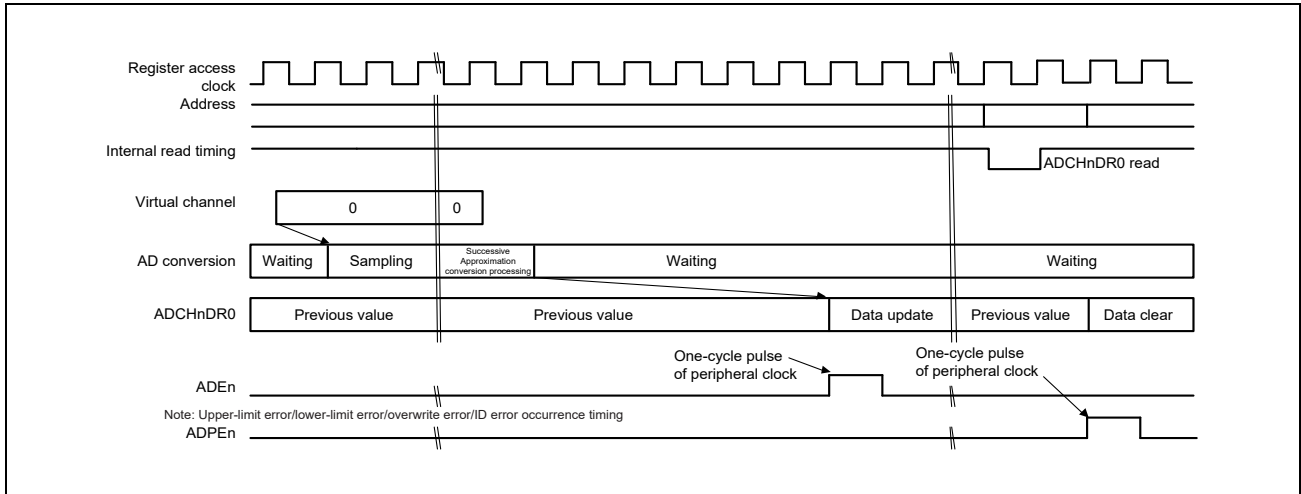 Register access
clock
Address
Internal read timing
ADCHnDR0 read
Virtual channel
0
0
AD conversion
Waiting
Sampling
Successive
Approximation
conversion processing
Waiting
Waiting
ADCHnDR0
Previous value
Previous value
Data update
Previous value
Data clear
One-cycle pulse
of peripheral clock
One-cycle pulse
of peripheral clock
ADEn
Note: Upper-limit error/lower-limit error/overwrite error/ID error occurrence timing
ADPEn